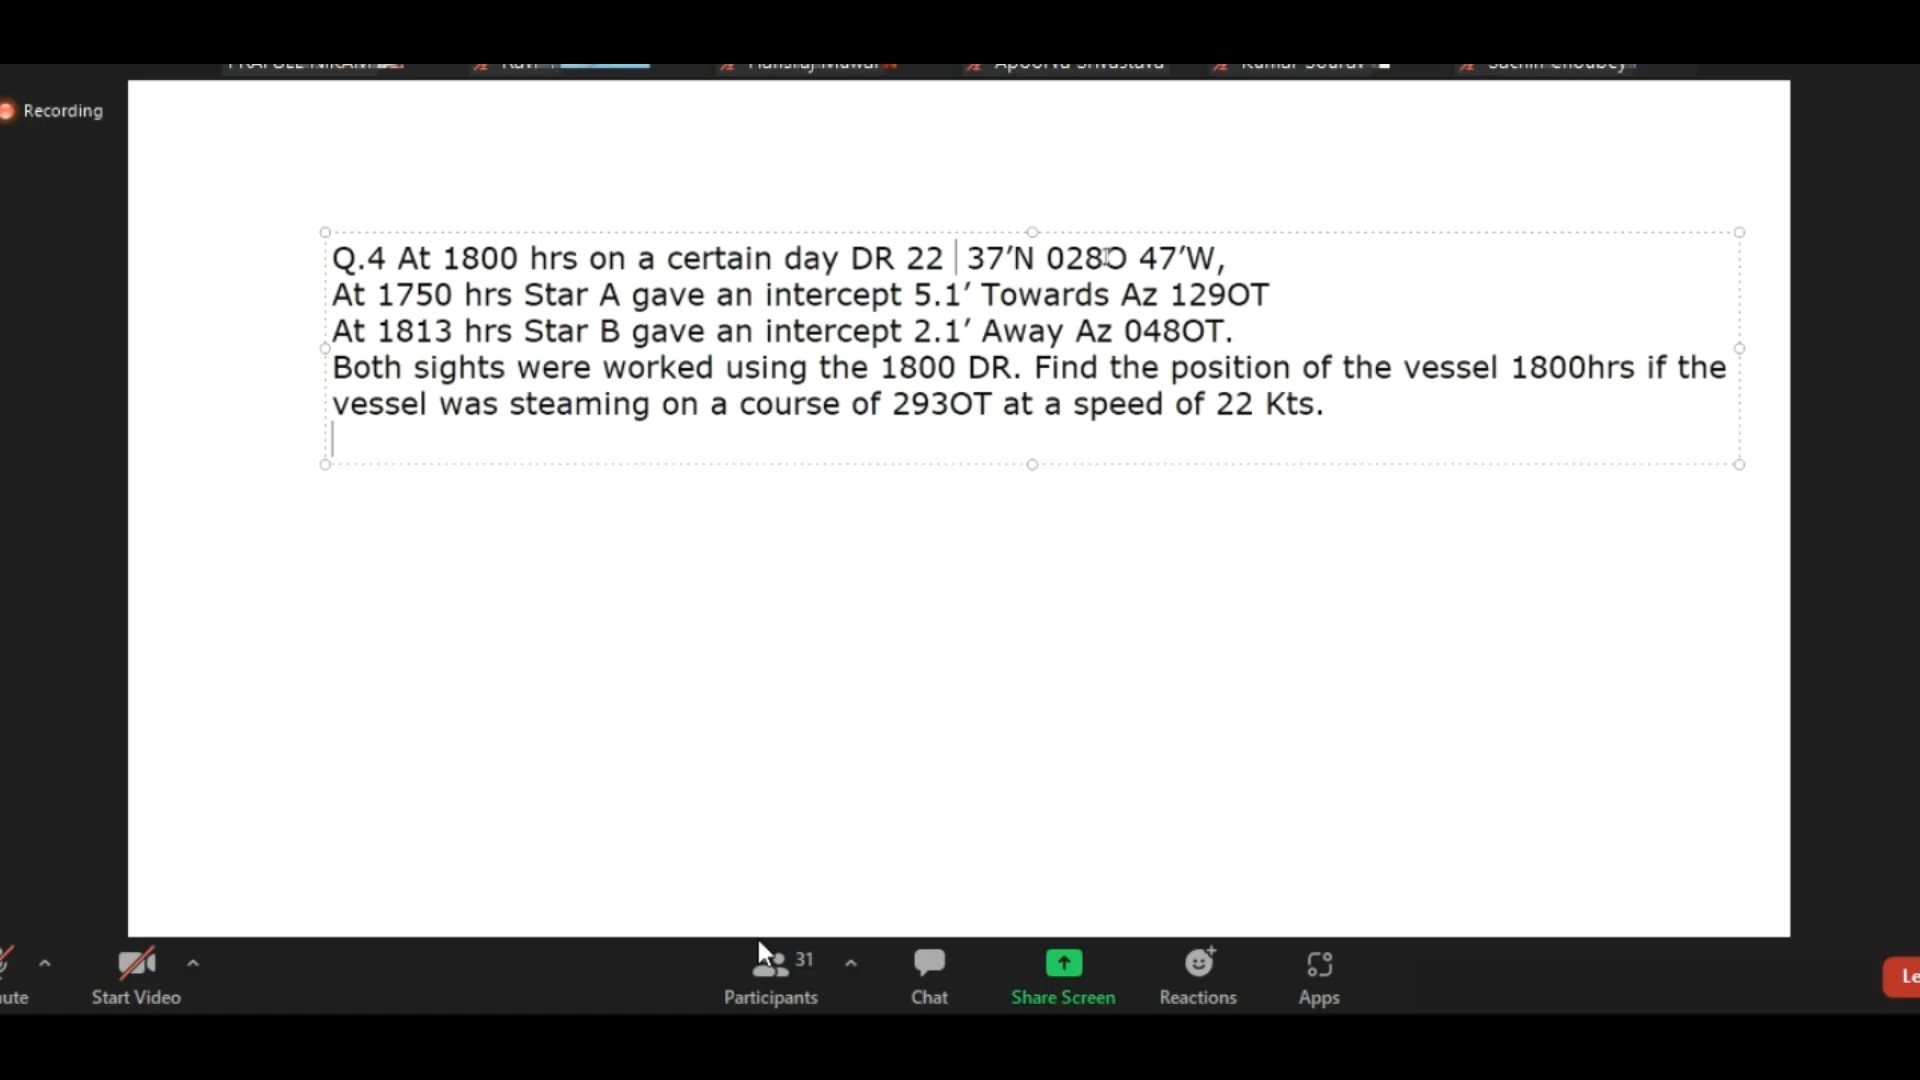 Recording
Q.4 At 1800 hrs on a certain day DR 22 37’N 028O 47’W,
At 1750 hrs Star A gave an intercept 5.1’ Towards Az 129OT
At 1813 hrs Star B gave an intercept 2.1’ Away Az 048OT.
Both sights were worked using the 1800 DR. Find the position of the vessel 1800hrs if the
vessel was steaming on a course of 293OT at a speed of 22 Kts.
31
Start Video Participants Chat Share Screen Reactions Apps